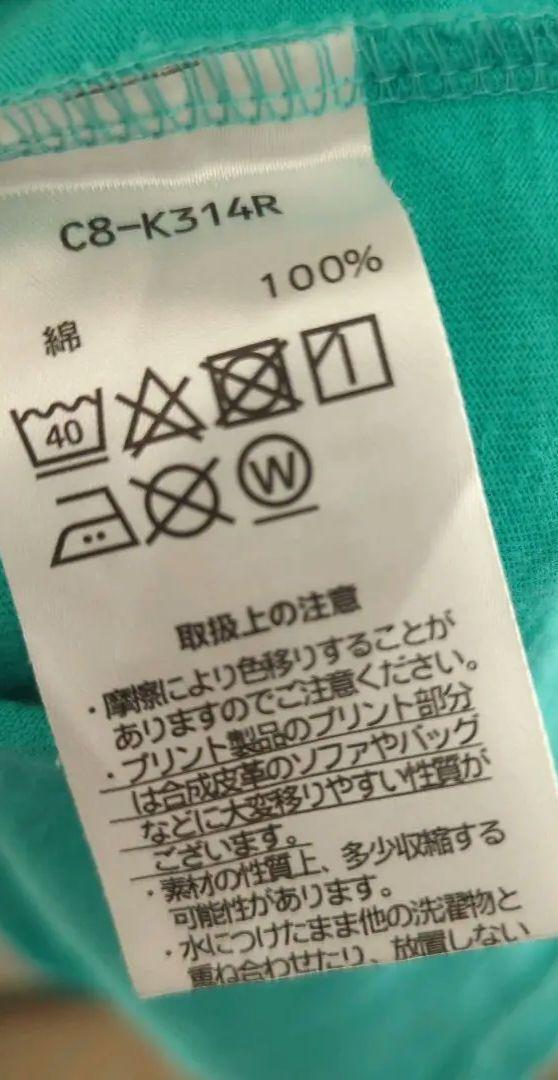 C8-K314R
綿 100%
40
W
取扱上の注意
・摩擦により色移りすることが
ありますのでご注意ください。
・プリント製品のプリント部分
は合成皮革のソファやバッグ
などに大変移りやすい性質が
ございます。
・素材の性質上、多少収縮する
可能性があります。
・水につけたまま他の洗濯物と
重ね合わせたり、放置しない